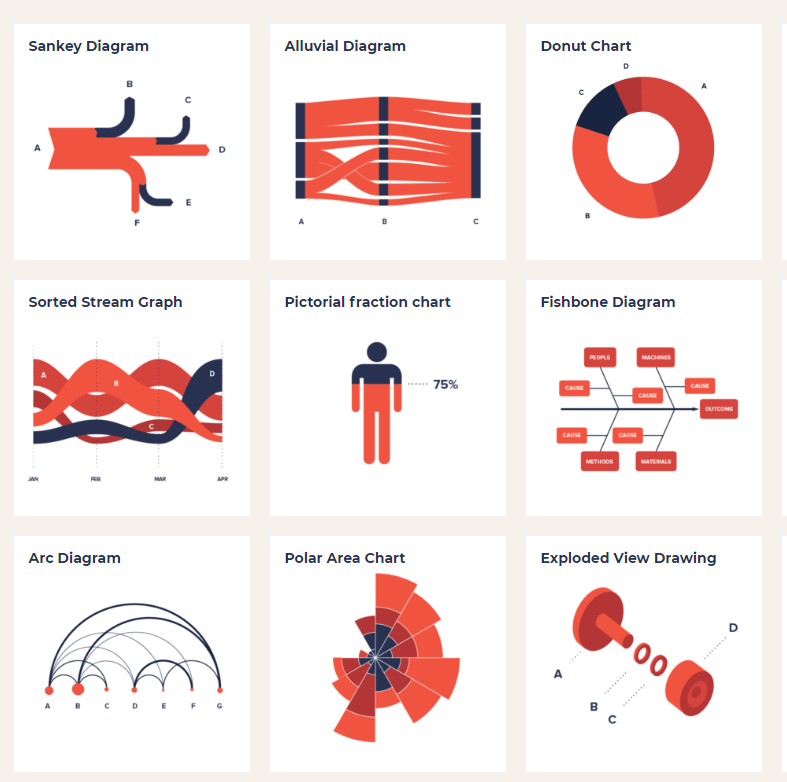 Sankey Diagram
B
C
A
D
E
F
Alluvial Diagram
A B C
Donut Chart
D
A
C
B
Sorted Stream Graph
A
B
C
D
JAN FEB MAR APR
Pictorial fraction chart
75%
Fishbone Diagram
PEOPLE MACHINES
CAUSE CAUSE CAUSE
OUTCOME
CAUSE CAUSE
METHODS MATERIALS
Arc Diagram
A B C D E F G
Polar Area Chart
Exploded View Drawing
D
A
B
C